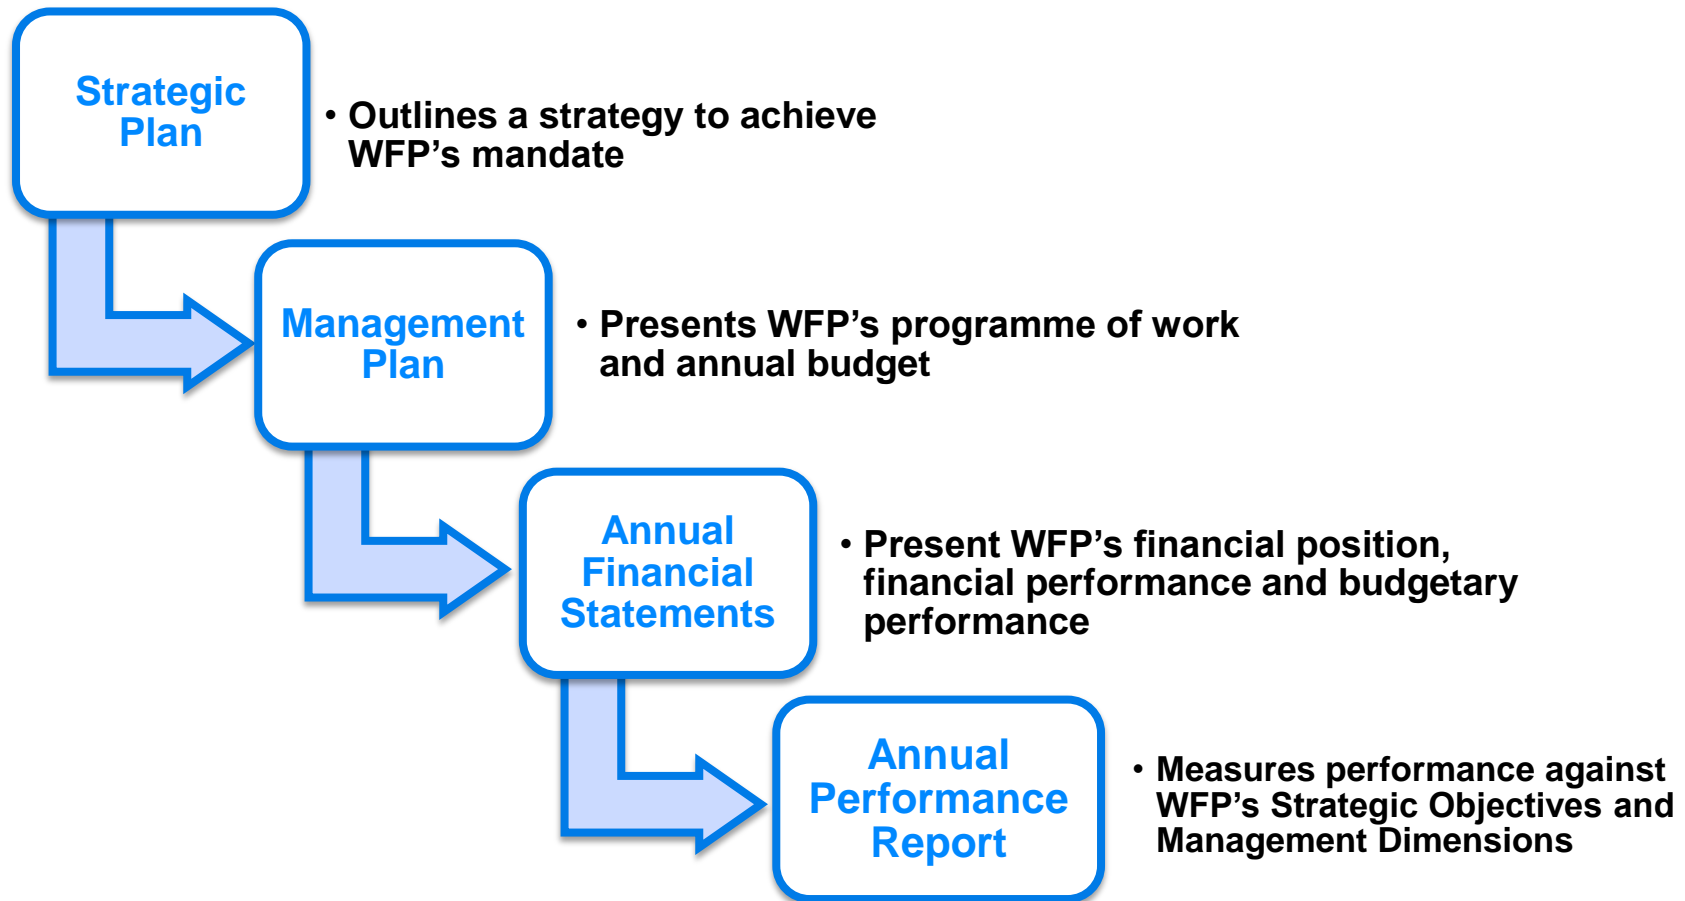 Strategic
Plan
• Outlines a strategy to achieve
WFP’s mandate
Management
Plan
• Presents WFP’s programme of work
and annual budget
Annual
Financial
Statements
• Present WFP’s financial position,
financial performance and budgetary
performance
Annual
Performance
Report
• Measures performance against
WFP’s Strategic Objectives and
Management Dimensions